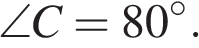 ∠C = 80°.